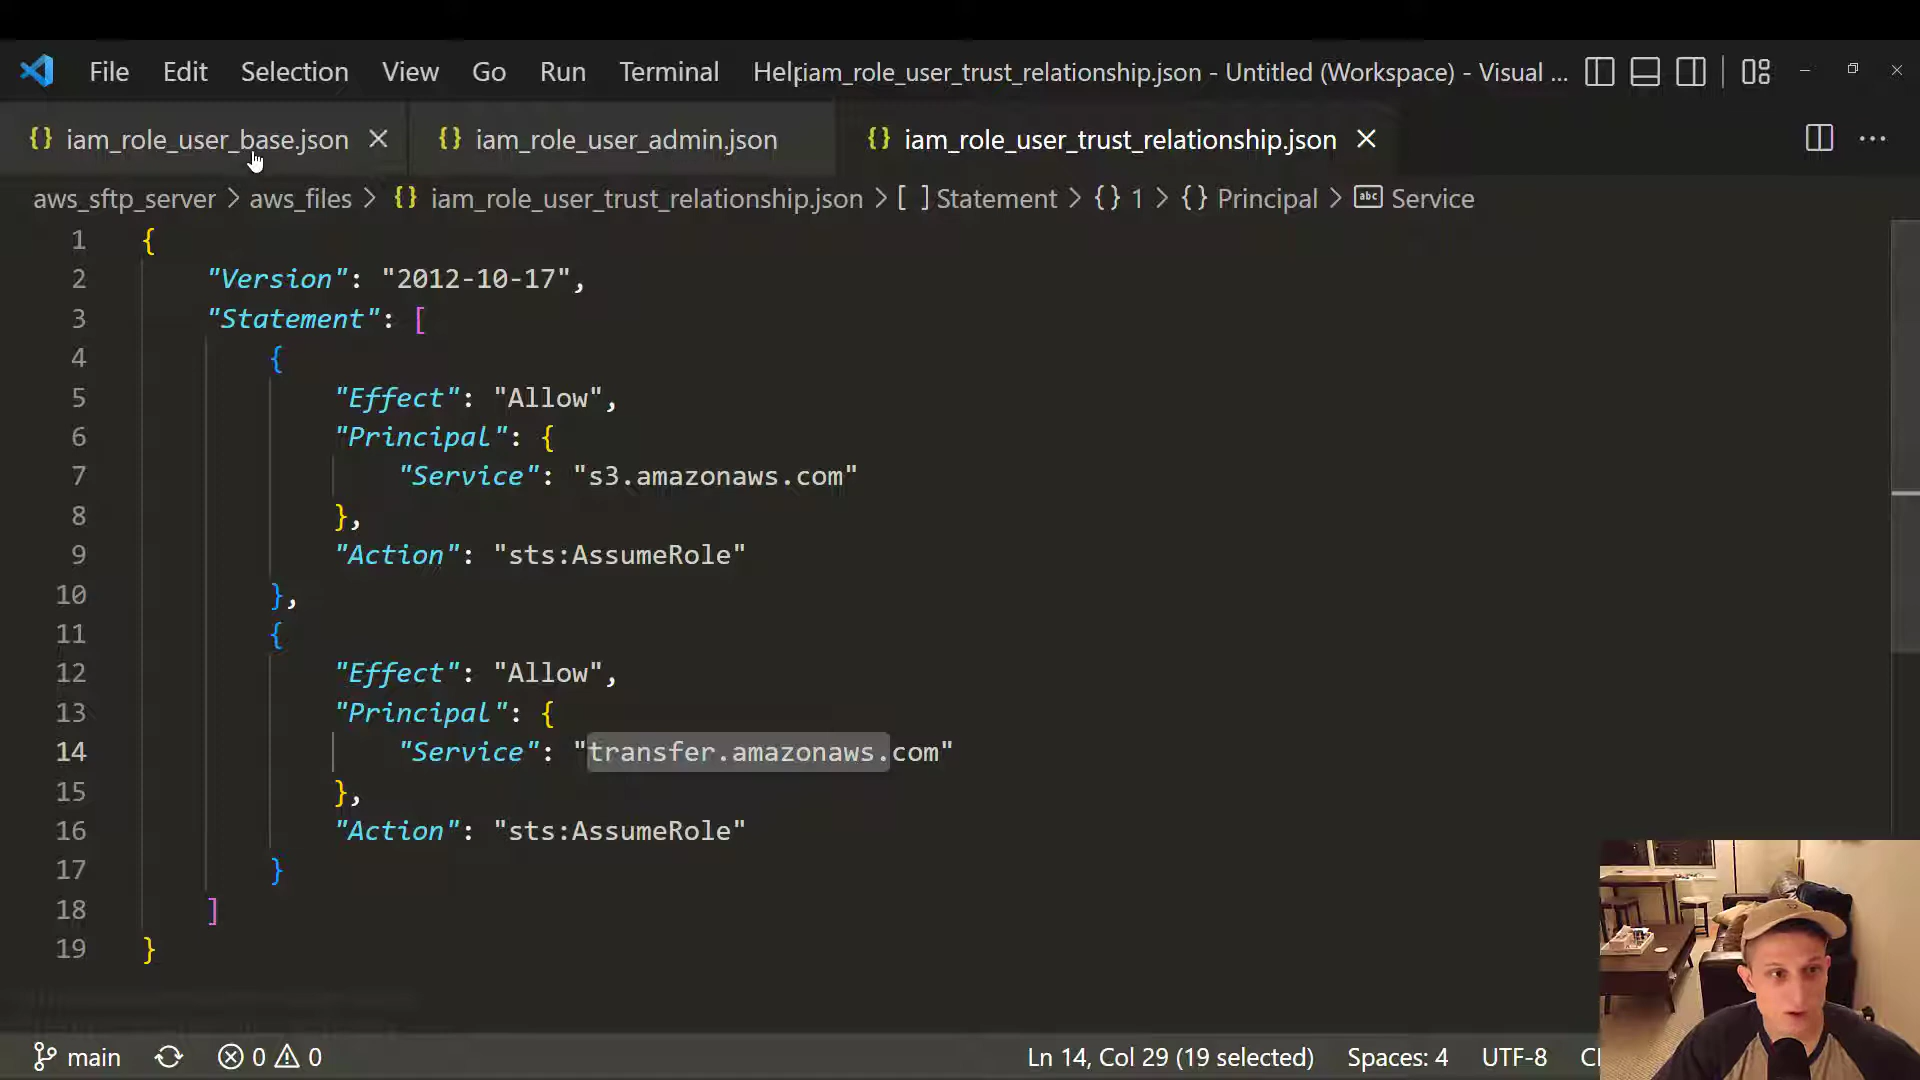 File Edit Selection View Go Run Terminal Help iam_role_user_trust_relationship.json - Untitled (Workspace) - Visual ...
{} iam_role_user_base.json
{} iam_role_user_admin.json
{} iam_role_user_trust_relationship.json
aws_sftp_server > aws_files > {} iam_role_user_trust_relationship.json > [ ] Statement > {} 1 > {} Principal > abc Service
1 {
2 "Version": "2012-10-17",
3 "Statement": [
4 {
5 "Effect": "Allow",
6 "Principal": {
7 "Service": "s3.amazonaws.com"
8 },
9 "Action": "sts:AssumeRole"
10 },
11 {
12 "Effect": "Allow",
13 "Principal": {
14 "Service": "transfer.amazonaws.com"
15 },
16 "Action": "sts:AssumeRole"
17 }
18 ]
19 }
main 0 0 Ln 14, Col 29 (19 selected) Spaces: 4 UTF-8